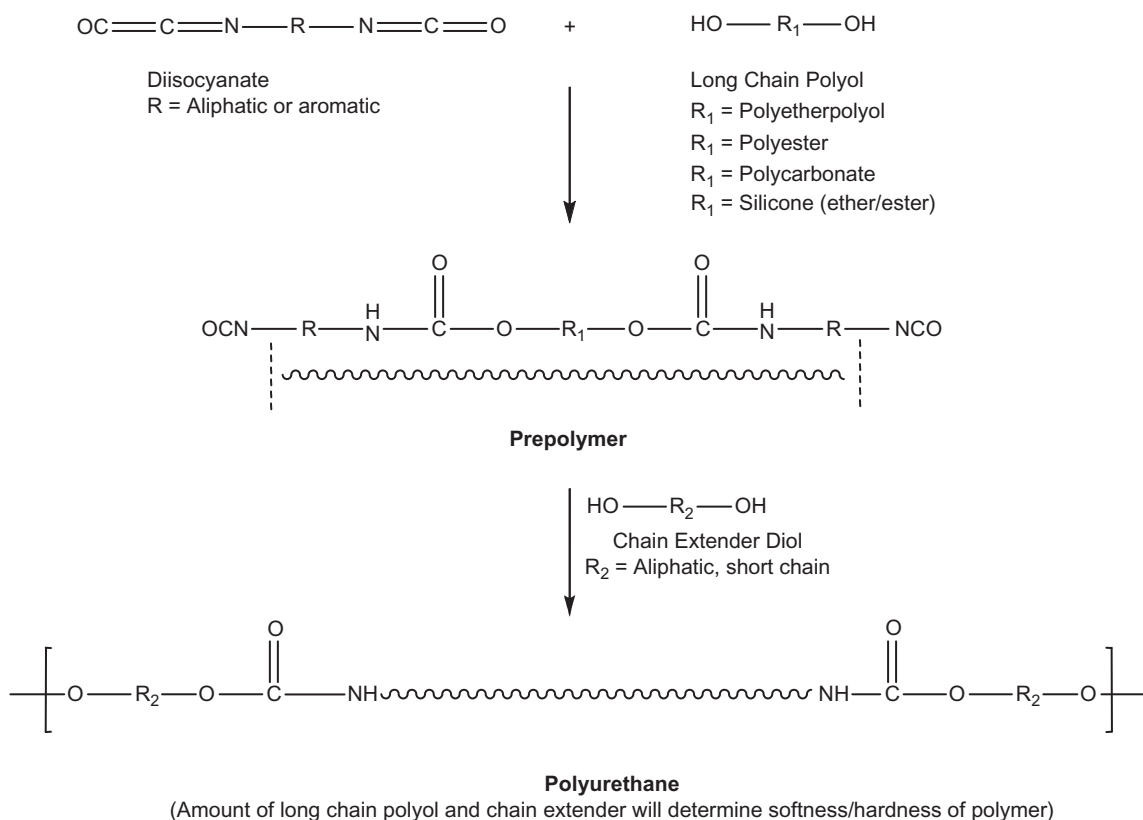 OC C N R N C O + HO R₁ OH
Diisocyanate
R = Aliphatic or aromatic
Long Chain Polyol
R₁ = Polyetherpolyol
R₁ = Polyester
R₁ = Polycarbonate
R₁ = Silicone (ether/ester)
O O
OCN R H N C O R₁ O C H N R NCO
Prepolymer
HO R₂ OH
Chain Extender Diol
R₂ = Aliphatic, short chain
O O
O R₂ O C NH NH C O R₂ O
Polyurethane
(Amount of long chain polyol and chain extender will determine softness/hardness of polymer)